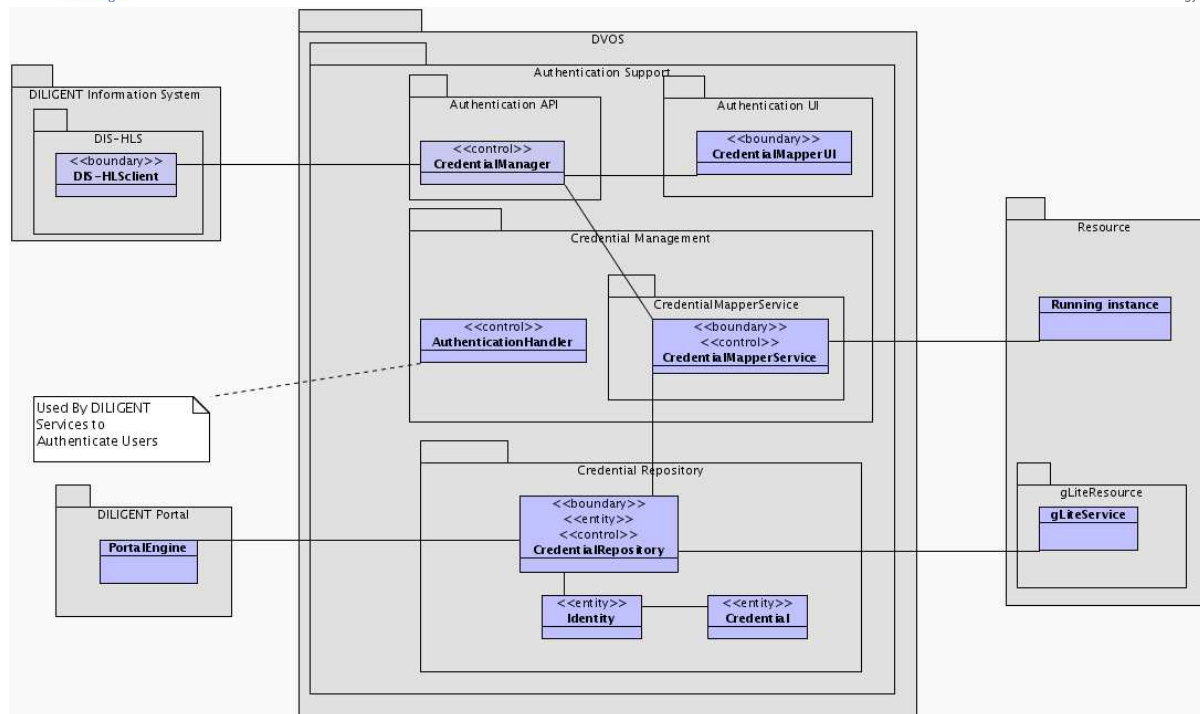 DVOS
Authentication Support
DILIGENT Information System
DIS-HLS
<<boundary>>
DIS-HLSclient
Authentication API
<<control>>
CredentialManager
Authentication UI
<<boundary>>
CredentialMapperUI
Credential Management
<<control>>
AuthenticationHandler
CredentialMapperService
<<boundary>>
<<control>>
CredentialMapperService
Resource
Running instance
Used By DILIGENT
Services to
Authenticate Users
Credential Repository
<<boundary>>
<<entity>>
<<control>>
CredentialRepository
DILIGENT Portal
PortalEngine
gLiteResource
gLiteService
<<entity>>
Identity
<<entity>>
Credential